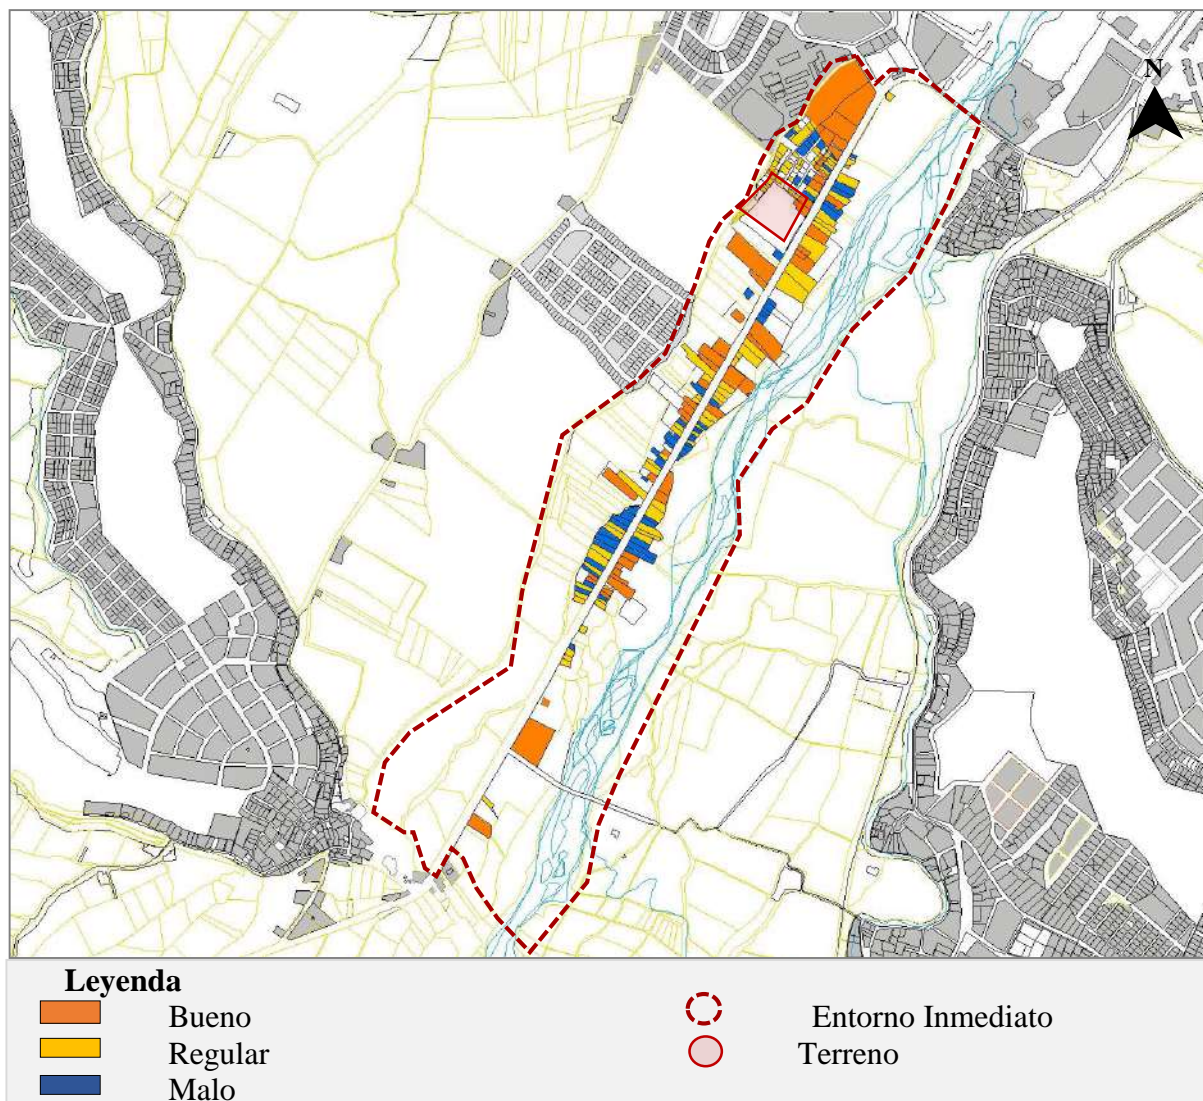 N
Leyenda
Bueno
Regular
Malo
Entorno Inmediato
Terreno